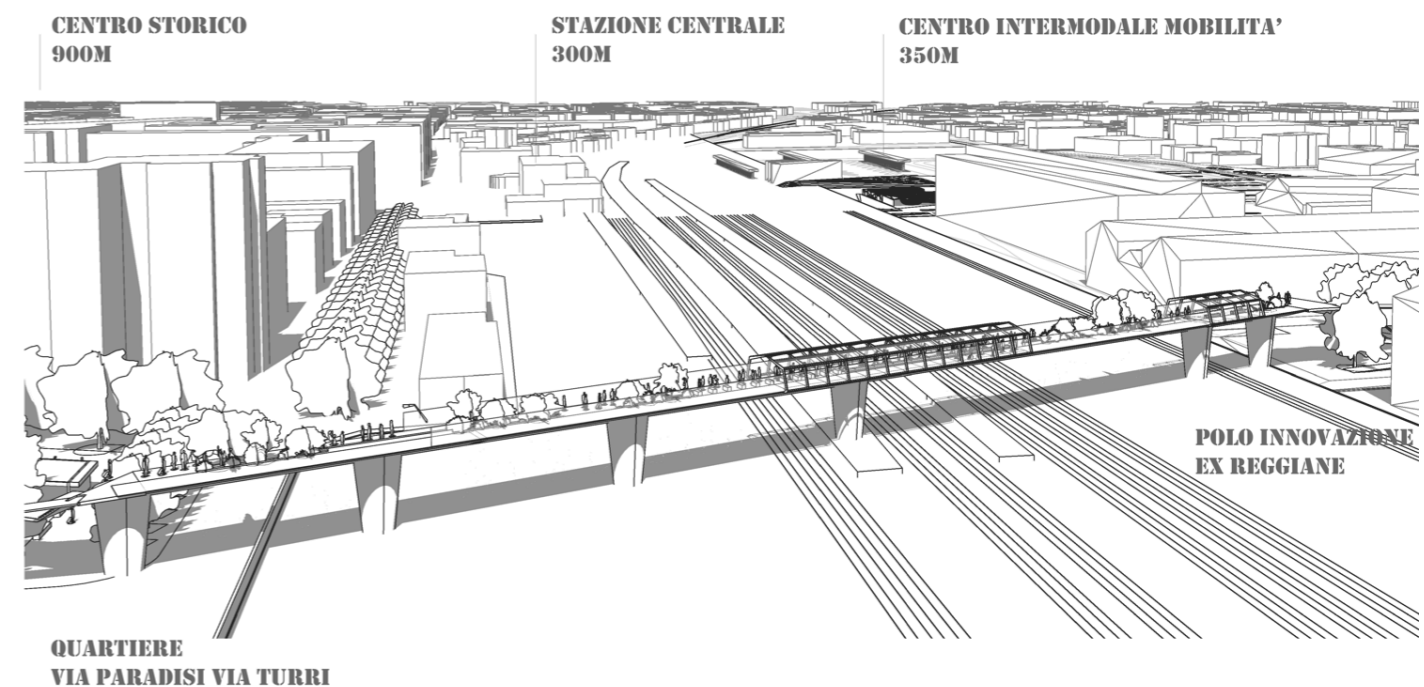 CENTRO STORICO
900M
STAZIONE CENTRALE
300M
CENTRO INTERMODALE MOBILITA'
350M
POLO INNOVAZIONE
EX REGGIANE
QUARTIERE
VIA PARADISI VIA TURRI